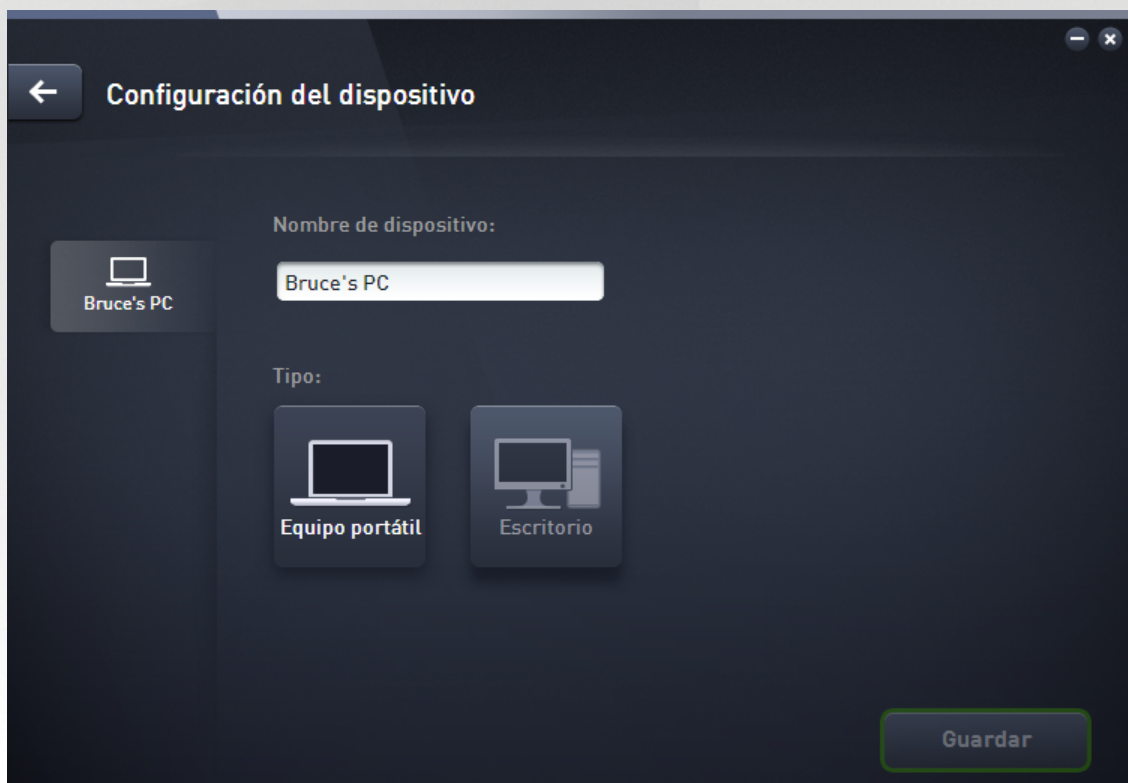 Configuración del dispositivo
Nombre de dispositivo:
Bruce's PC
Bruce's PC
Tipo:
Equipo portátil
Escritorio
Guardar